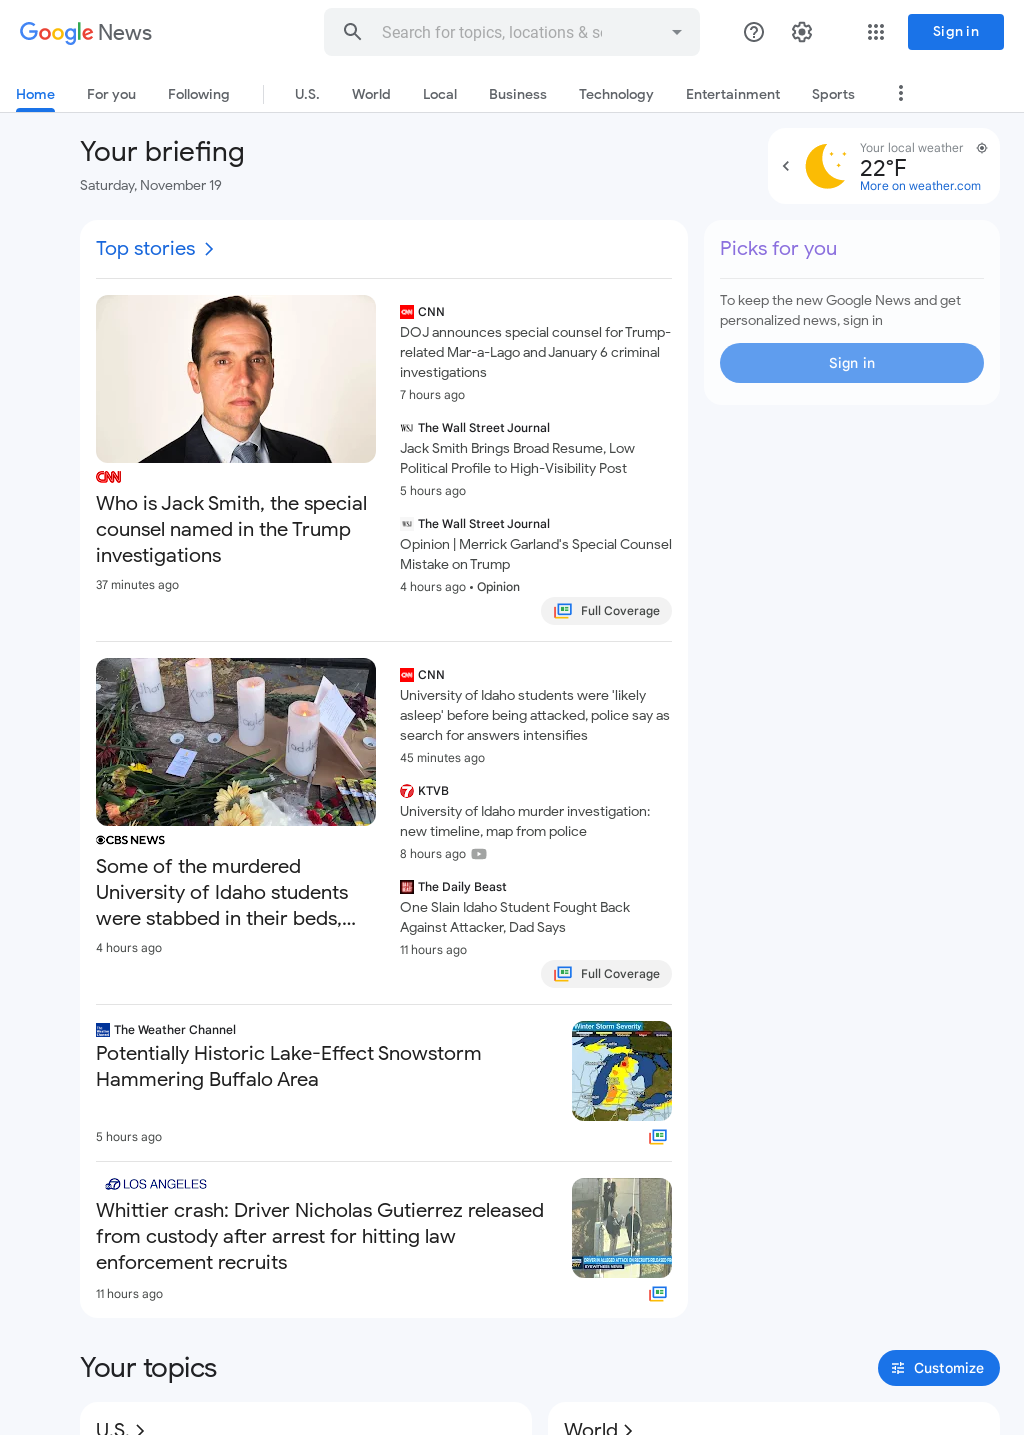 Google News
Search for topics, locations & so
Sign in
Home
For you
Following
U.S.
World
Local
Business
Technology
Entertainment
Sports
Your briefing
Saturday, November 19
Your local weather
22°F
More on weather.com
Top stories
Picks for you
To keep the new Google News and get
personalized news, sign in
Sign in
CNN
Who is Jack Smith, the special
counsel named in the Trump
investigations
37 minutes ago
CNN
DOJ announces special counsel for Trump-
related Mar-a-Lago and January 6 criminal
investigations
7 hours ago
WSJ The Wall Street Journal
Jack Smith Brings Broad Resume, Low
Political Profile to High-Visibility Post
5 hours ago
WSJ The Wall Street Journal
Opinion | Merrick Garland's Special Counsel
Mistake on Trump
4 hours ago • Opinion
Full Coverage
CBS NEWS
Some of the murdered
University of Idaho students
were stabbed in their beds,...
4 hours ago
CNN
University of Idaho students were 'likely
asleep' before being attacked, police say as
search for answers intensifies
45 minutes ago
KTVB
University of Idaho murder investigation:
new timeline, map from police
8 hours ago
The Daily Beast
One Slain Idaho Student Fought Back
Against Attacker, Dad Says
11 hours ago
Full Coverage
The Weather Channel
Potentially Historic Lake-Effect Snowstorm
Hammering Buffalo Area
5 hours ago
Winter Storm Severity
7 LOS ANGELES
Whittier crash: Driver Nicholas Gutierrez released
from custody after arrest for hitting law
enforcement recruits
11 hours ago
EYEWITNESS NEWS
Your topics
Customize
U.S.
World